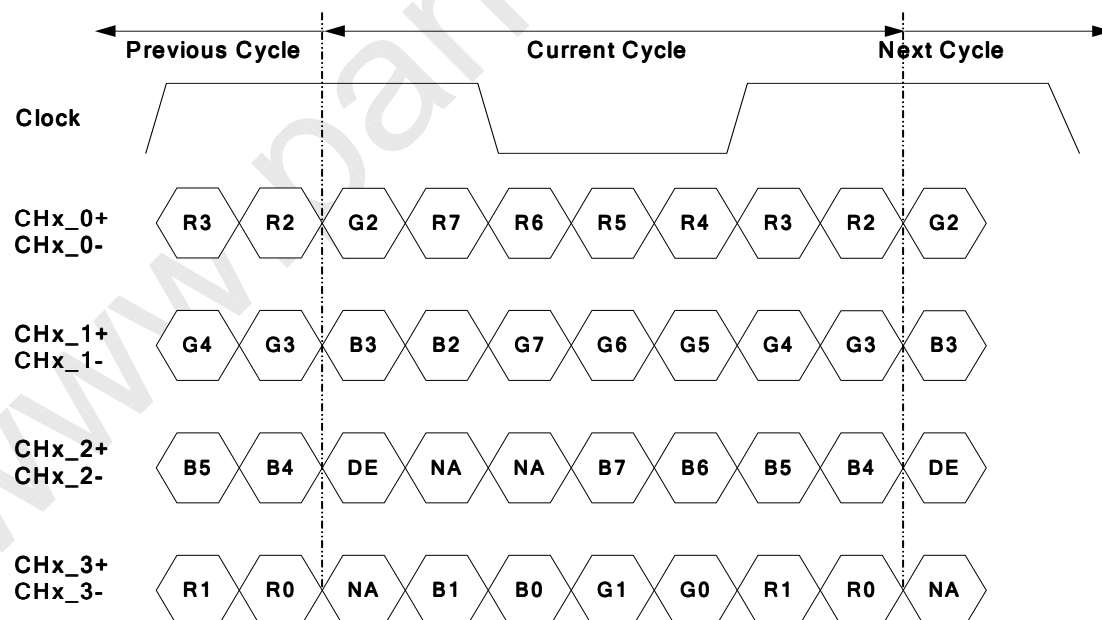 Previous Cycle Current Cycle Next Cycle
Clock
CHx_0+
CHx_0-
R3 R2 G2 R7 R6 R5 R4 R3 R2 G2
CHx_1+
CHx_1-
G4 G3 B3 B2 G7 G6 G5 G4 G3 B3
CHx_2+
CHx_2-
B5 B4 DE NA NA B7 B6 B5 B4 DE
CHx_3+
CHx_3-
R1 R0 NA B1 B0 G1 G0 R1 R0 NA